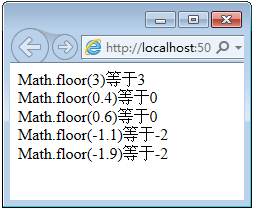 http://localhost:50
Math.floor(3)等于3
Math.floor(0.4)等于0
Math.floor(0.6)等于0
Math.floor(-1.1)等于-2
Math.floor(-1.9)等于-2